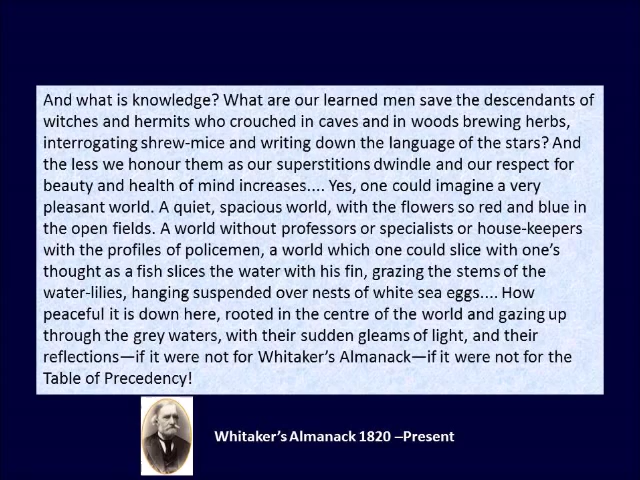 And what is knowledge? What are our learned men save the descendants of
witches and hermits who crouched in caves and in woods brewing herbs,
interrogating shrew-mice and writing down the language of the stars? And
the less we honour them as our superstitions dwindle and our respect for
beauty and health of mind increases.... Yes, one could imagine a very
pleasant world. A quiet, spacious world, with the flowers so red and blue in
the open fields. A world without professors or specialists or house-keepers
with the profiles of policemen, a world which one could slice with one’s
thought as a fish slices the water with his fin, grazing the stems of the
water-lilies, hanging suspended over nests of white sea eggs.... How
peaceful it is down here, rooted in the centre of the world and gazing up
through the grey waters, with their sudden gleams of light, and their
reflections—if it were not for Whitaker’s Almanack—if it were not for the
Table of Precedency!
Whitaker’s Almanack 1820 –Present